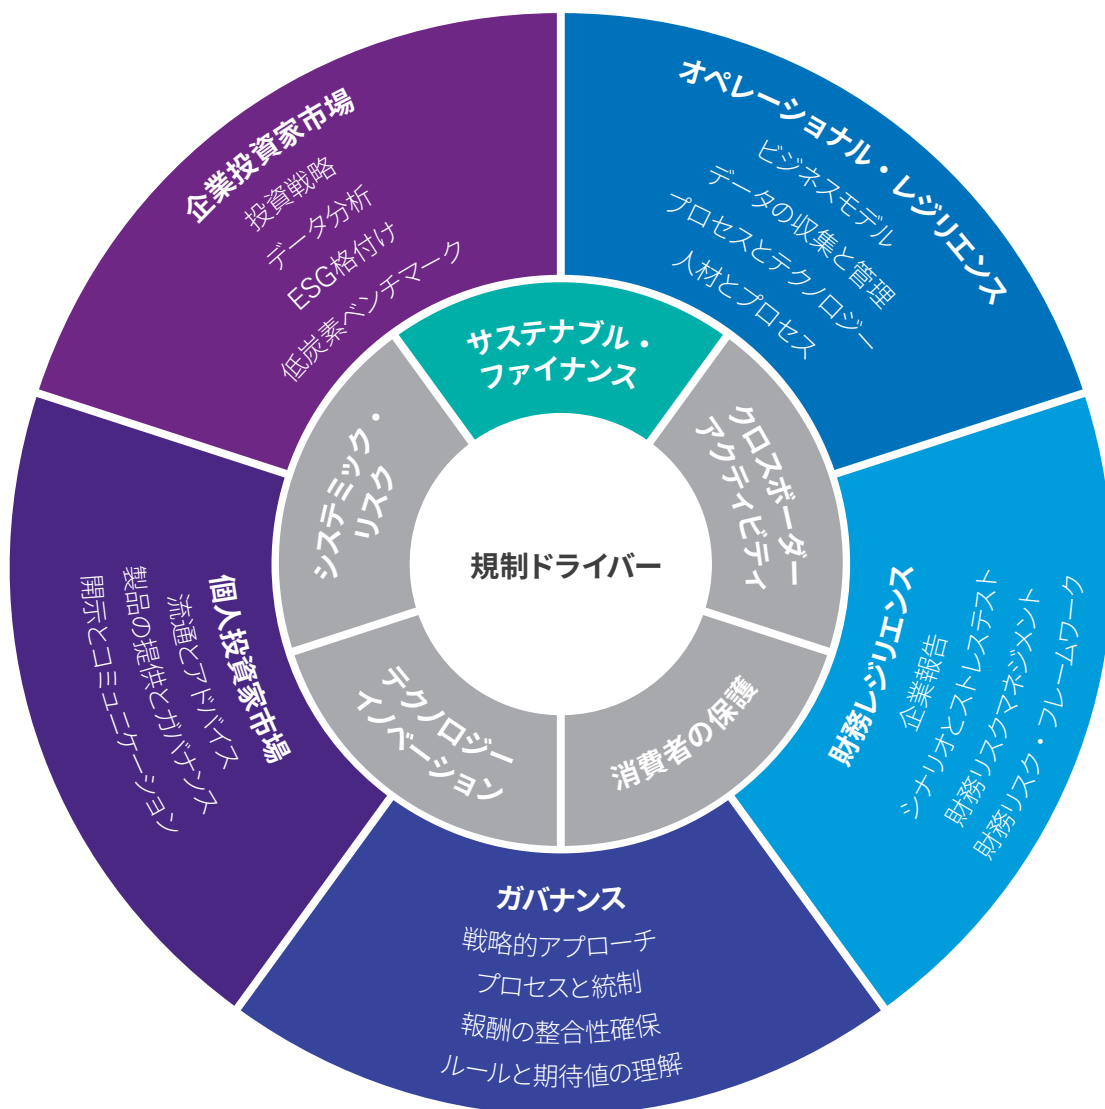 企業投資家市場
投資戦略
データ分析
ESG格付け
低炭素ベンチマーク
オペレーショナル・レジリエンス
ビジネスモデル
データの収集と管理
プロセスとテクノロジー
人材とプロセス
サステナブル・
ファイナンス
システミック・
リスク
クロスボーダー
アクティビティ
規制ドライバー
テクノロジー
イノベーション
消費者の保護
個人投資家市場
流通とアドバイス
製品の提供とガバナンス
開示とコミュニケーション
財務レジリエンス
企業報告
シナリオとストレステスト
財務リスクマネジメント
財務リスク・フレームワーク
ガバナンス
戦略的アプローチ
プロセスと統制
報酬の整合性確保
ルールと期待値の理解